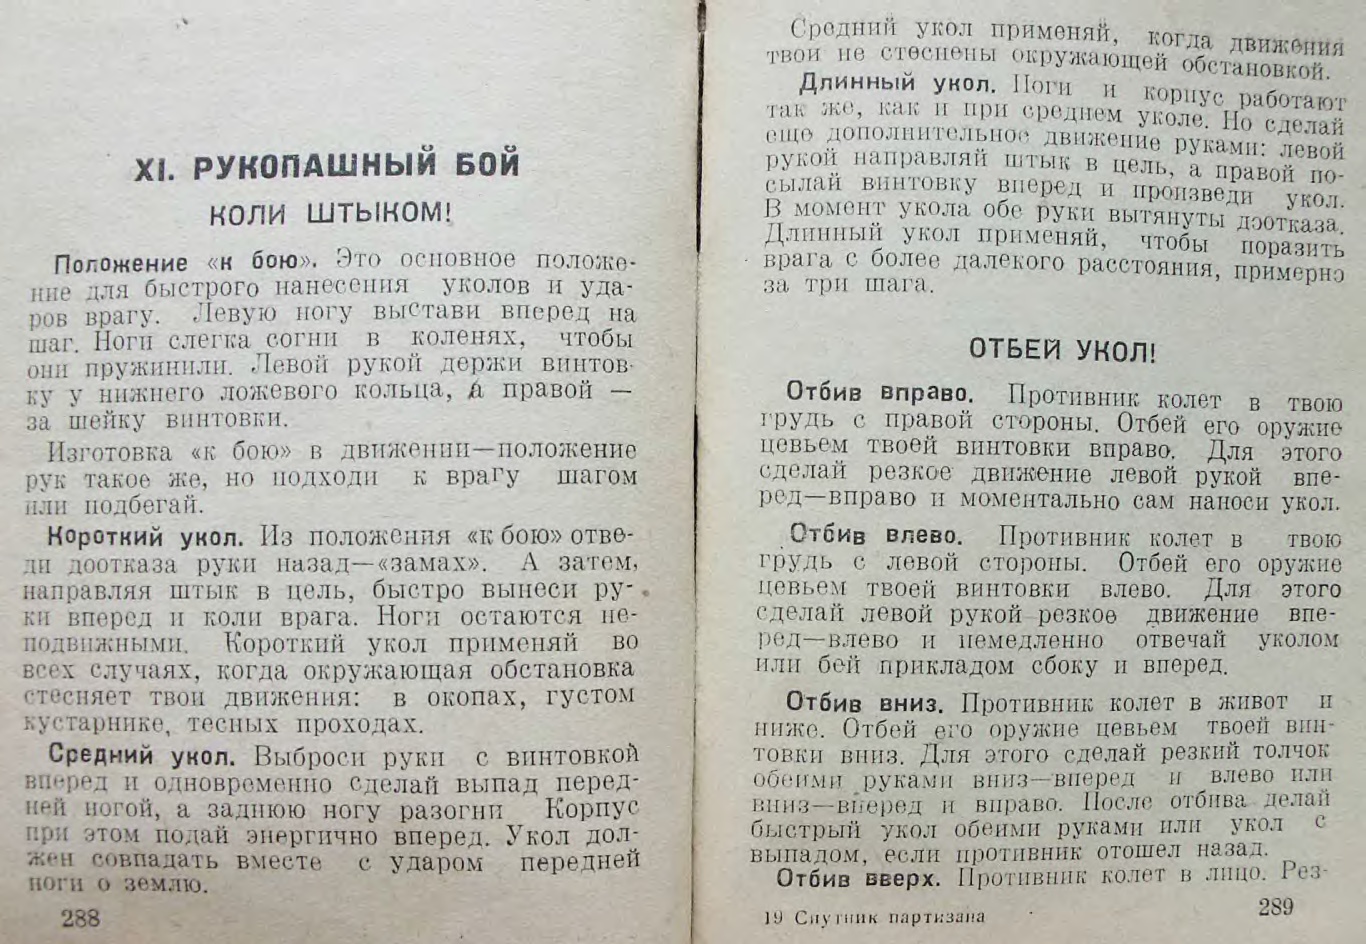 XI. РУКОПАШНЫЙ БОЙ
КОЛИ ШТЫКОМ!
Положение «к бою». Это основное положе-
ние для быстрого нанесения уколов и уда-
ров врагу. Левую ногу выстави вперед на
шаг. Ноги слегка согни в коленях, чтобы
они пружинили. Левой рукой держи винтов-
ку у нижнего ложевого кольца, А правой —
за шейку винтовки.
Изготовка «к бою» в движении—положение
рук такое же, но подходи к врагу шагом
или подбегай.
Короткий укол. Из положения «к бою» отве-
ди доотказа руки назад—«замах». А затем,
направляя штык в цель, быстро вынеси ру-
ки вперед и коли врага. Ноги остаются не-
подвижными. Короткий укол применяй во
всех случаях, когда окружающая обстановка
стесняет твои движения: в окопах, густом
кустарнике, тесных проходах.
Средний укол. Выброси руки с винтовкой
вперед и одновременно сделай выпад перед-
ней ногой, а заднюю ногу разогни Корпус
при этом подай энергично вперед. Укол дол-
жен совпадать вместе с ударом передней
ноги о землю.
288
Средний укол применяй, когда движения
твои не стеснены окружающей обстановкой.
Длинный укол. Ноги и корпус работают
так же, как и при среднем уколе. Но сделай
еще дополнительное движение руками: левой
рукой направляй штык в цель, а правой по-
сылай винтовку вперед и произведи укол.
В момент укола обе руки вытянуты доотказа.
Длинный укол применяй, чтобы поразить
врага с более далекого расстояния, примерно
за три шага.
ОТБЕЙ УКОЛ!
Отбив вправо. Противник колет в твою
грудь с правой стороны. Отбей его оружие
цевьем твоей винтовки вправо. Для этого
сделай резкое движение левой рукой впе-
ред—вправо и моментально сам наноси укол.
Отбив влево. Противник колет в твою
грудь с левой стороны. Отбей его оружие
цевьем твоей винтовки влево. Для этого
сделай левой рукой резкое движение впе-
ред—влево и немедленно отвечай уколом
или бей прикладом сбоку и вперед.
Отбив вниз. Противник колет в живот и
ниже. Отбей его оружие цевьем твоей вин-
товки вниз. Для этого сделай резкий толчок
обеими руками вниз—вперед и влево или
вниз—вперед и вправо. После отбива делай
быстрый укол обеими руками или укол с
выпадом, если противник отошел назад.
Отбив вверх. Противник колет в лицо. Рез-
19 Спутник партизана
289